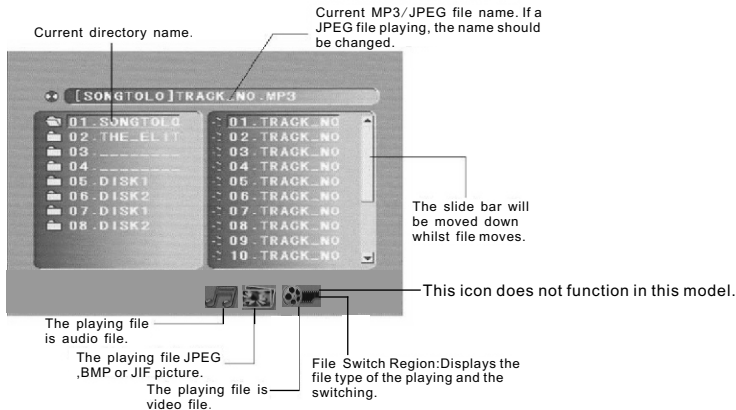 Current directory name.
Current MP3/JPEG file name. If a
JPEG file playing, the name should
be changed.
[SONGTOLO]TRACK_NO.MP3
01.SONGTOLO
02.THE_ELIT
03.________
04.________
05.DISK1
06.DISK2
07.DISK1
08.DISK2
01.TRACK_NO
02.TRACK_NO
03.TRACK_NO
04.TRACK_NO
05.TRACK_NO
06.TRACK_NO
07.TRACK_NO
08.TRACK_NO
09.TRACK_NO
10.TRACK_NO
The slide bar will
be moved down
whilst file moves.
This icon does not function in this model.
The playing file
is audio file.
The playing file JPEG
,BMP or JIF picture.
The playing file is
video file.
File Switch Region:Displays the
file type of the playing and the
switching.